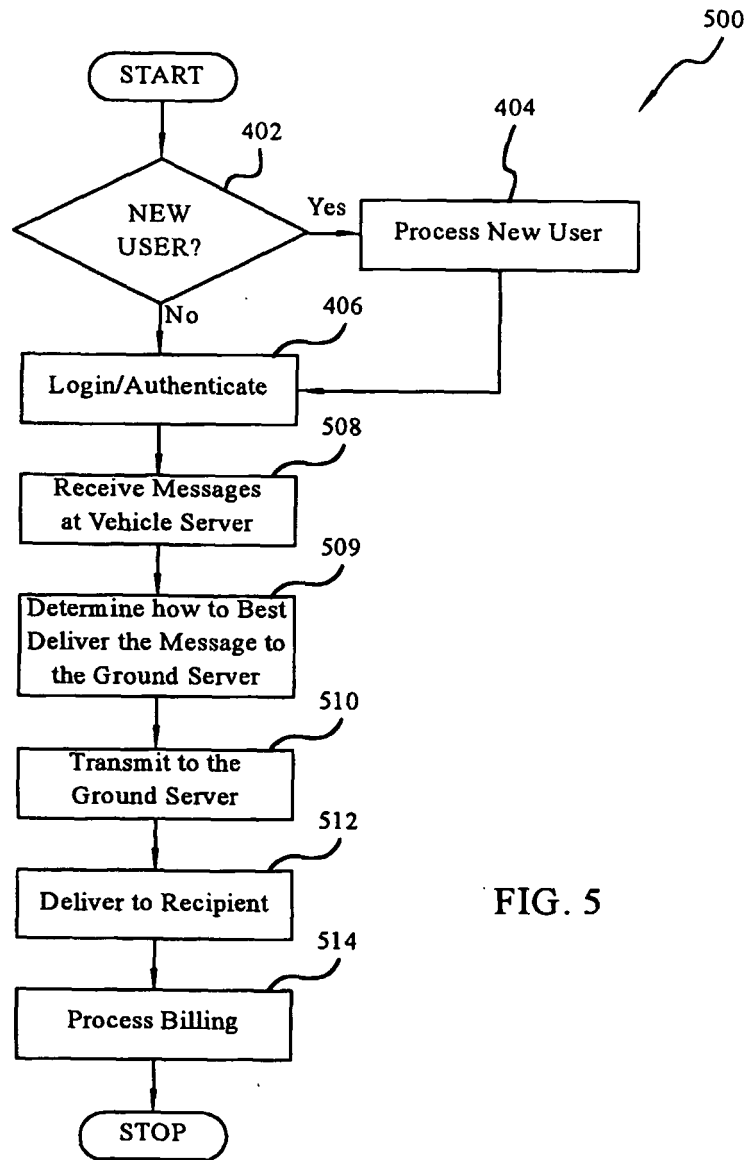 500
START
402
404
NEW
USER?
Yes
Process New User
No
406
Login/Authenticate
508
Receive Messages
at Vehicle Server
509
Determine how to Best
Deliver the Message to
the Ground Server
510
Transmit to the
Ground Server
512
Deliver to Recipient
FIG. 5
514
Process Billing
STOP